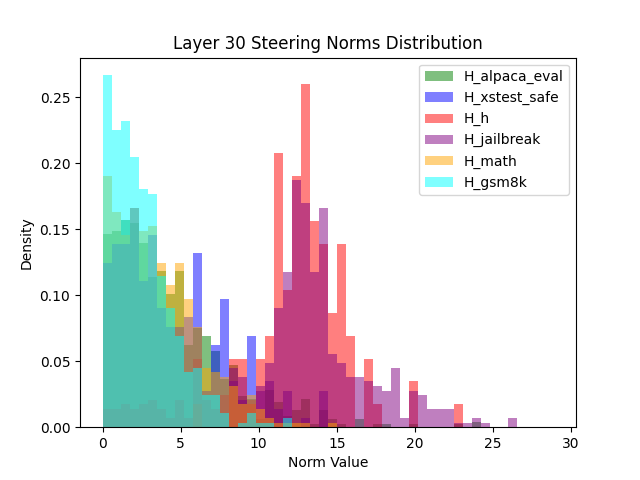 Layer 30 Steering Norms Distribution
H_alpaca_eval
H_xstest_safe
H_h
H_jailbreak
H_math
H_gsm8k
Density
0.25
0.20
0.15
0.10
0.05
0.00
0 5 10 15 20 25 30
Norm Value